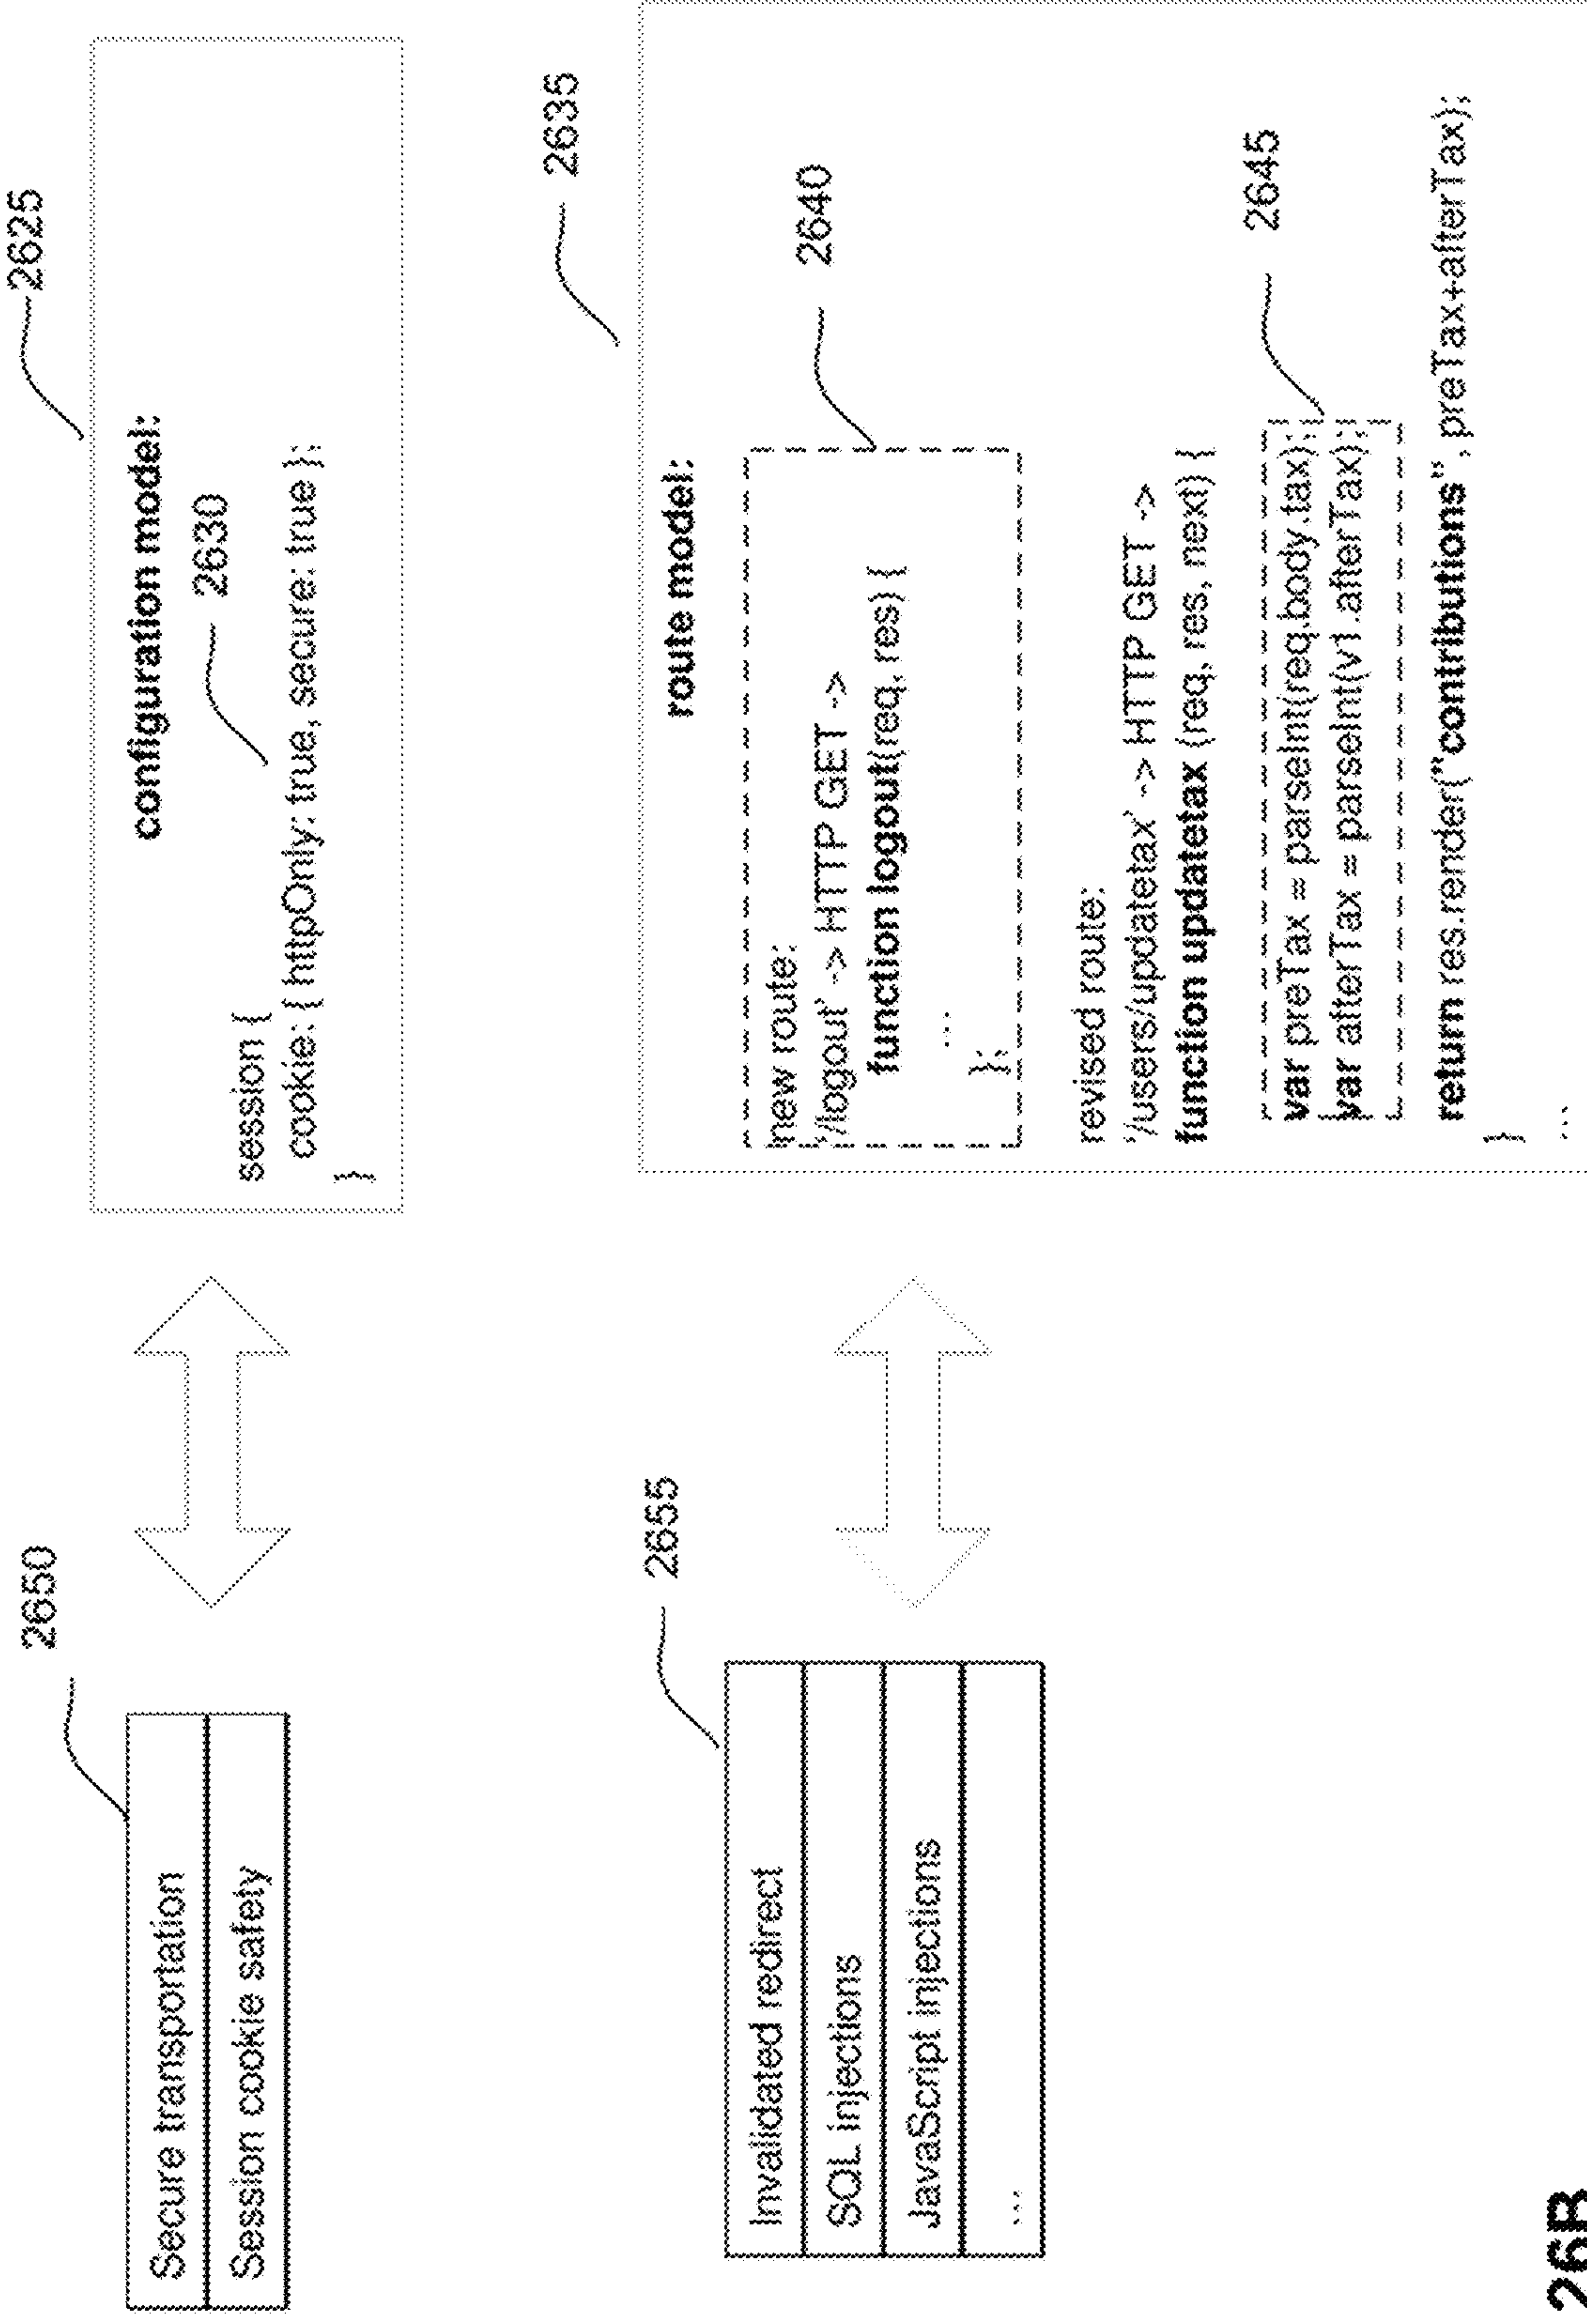 2650
Secure transportation
Session cookie safety
2625
configuration model:
2630
session {
cookie: { httpOnly: true, secure: true };
}
2655
Invalidated redirect
SQL injections
JavaScript injections
...
2635
route model:
2640
new route:
'/logout' -> HTTP GET ->
function logout(req, res) {
...
};
revised route:
'/users/updatetax' -> HTTP GET ->
function updatetax (req, res, next) {
2645
var preTax = parseInt(req.body.tax);
var afterTax = parseInt(v1.afterTax);
return res.render("contributions", preTax+afterTax);
}
...
26B